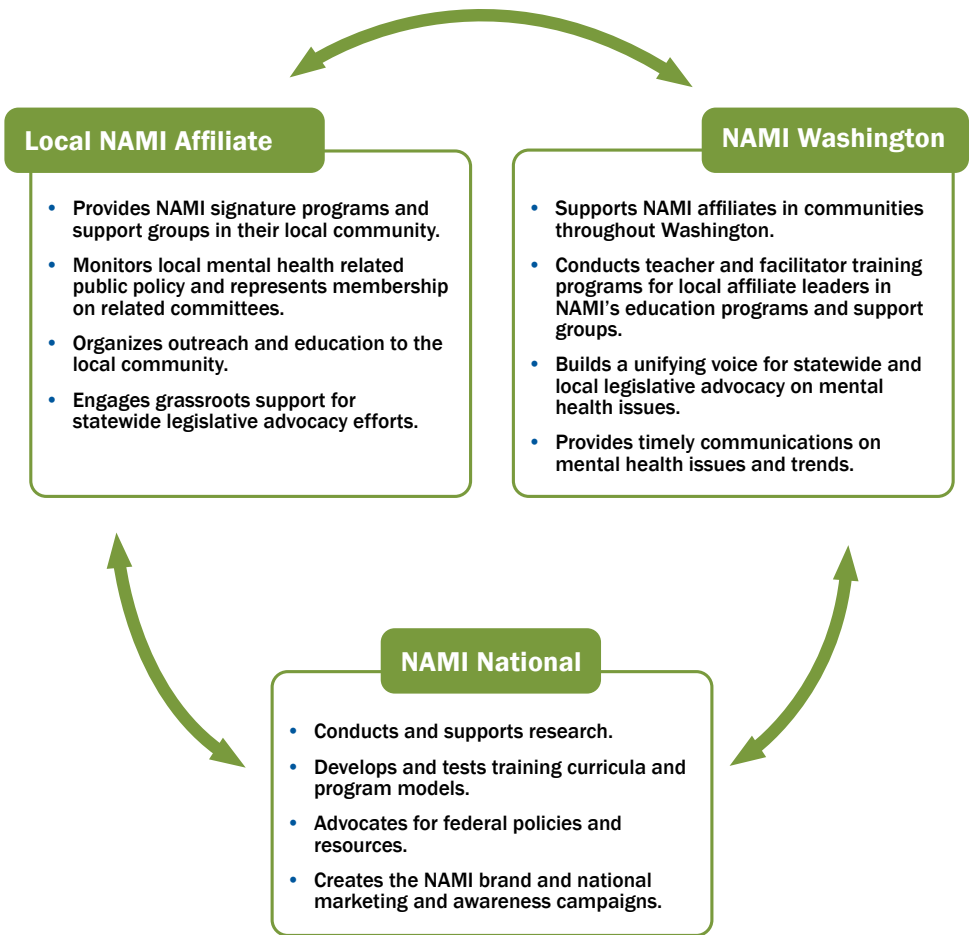 Local NAMI Affiliate
• Provides NAMI signature programs and
support groups in their local community.
• Monitors local mental health related
public policy and represents membership
on related committees.
• Organizes outreach and education to the
local community.
• Engages grassroots support for
statewide legislative advocacy efforts.
NAMI Washington
• Supports NAMI affiliates in communities
throughout Washington.
• Conducts teacher and facilitator training
programs for local affiliate leaders in
NAMI’s education programs and support
groups.
• Builds a unifying voice for statewide and
local legislative advocacy on mental
health issues.
• Provides timely communications on
mental health issues and trends.
NAMI National
• Conducts and supports research.
• Develops and tests training curricula and
program models.
• Advocates for federal policies and
resources.
• Creates the NAMI brand and national
marketing and awareness campaigns.